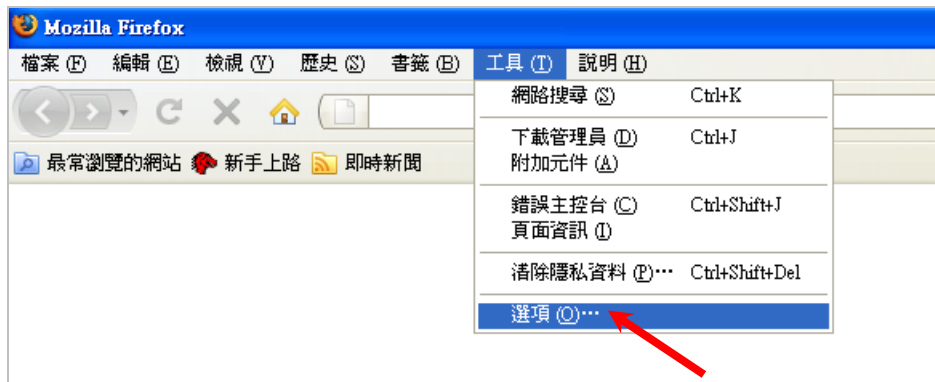 Mozilla Firefox
檔案 (F) 編輯 (E) 檢視 (V) 歷史 (S) 書籤 (B) 工具 (T) 說明 (H)
網路搜尋 (S) Ctrl+K
下載管理員 (D) Ctrl+J
附加元件 (A)
錯誤主控台 (C) Ctrl+Shift+J
頁面資訊 (I)
清除隱私資料 (P)… Ctrl+Shift+Del
選項 (O)…
最常瀏覽的網站 新手上路 即時新聞